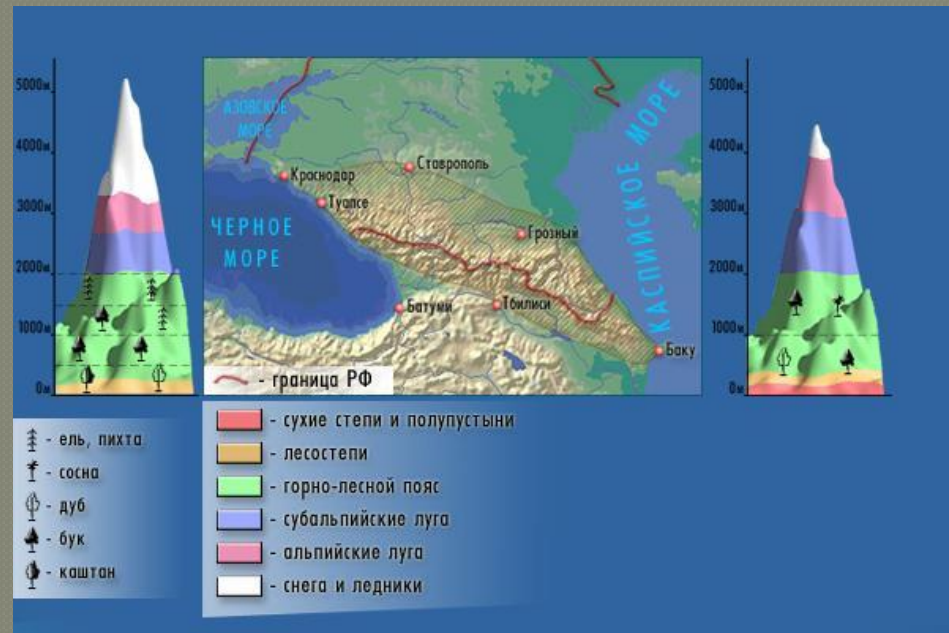 5000м
4000м
3000м
2000м
1000м
0м
АЗОВСКОЕ
МОРЕ
Краснодар
Туапсе
Ставрополь
Грозный
ЧЕРНОЕ
МОРЕ
КАСПИЙСКОЕ МОРЕ
Батуми
Тбилиси
Баку
- граница РФ
5000м
4000м
3000м
2000м
1000м
0м
- ель, пихта
- сосна
- дуб
- бук
- каштан
- сухие степи и полупустыни
- лесостепи
- горно-лесной пояс
- субальпийские луга
- альпийские луга
- снега и ледники